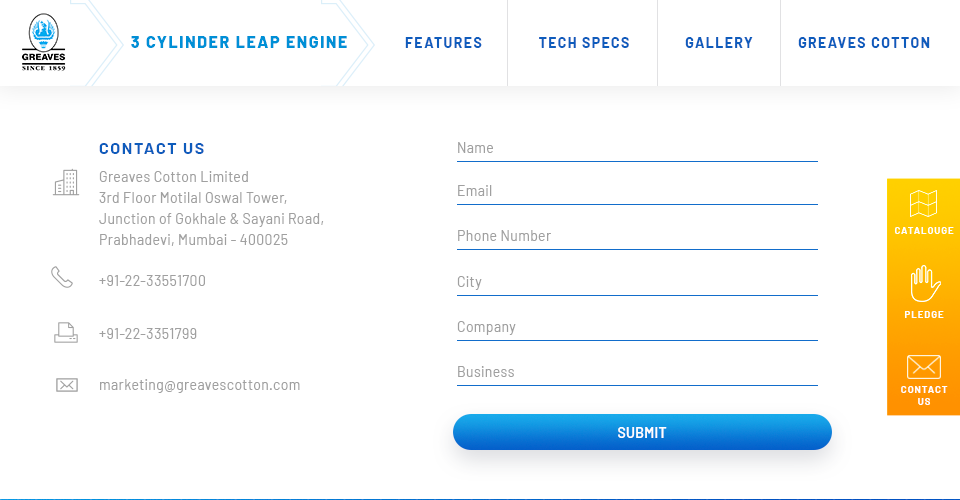 GREAVES
SINCE 1859
3 CYLINDER LEAP ENGINE
FEATURES
TECH SPECS
GALLERY
GREAVES COTTON
CONTACT US
Greaves Cotton Limited
3rd Floor Motilal Oswal Tower,
Junction of Gokhale & Sayani Road,
Prabhadevi, Mumbai - 400025
+91-22-33551700
+91-22-3351799
marketing@greavescotton.com
Name
Email
Phone Number
City
Company
Business
SUBMIT
CATALOUGE
PLEDGE
CONTACT
US